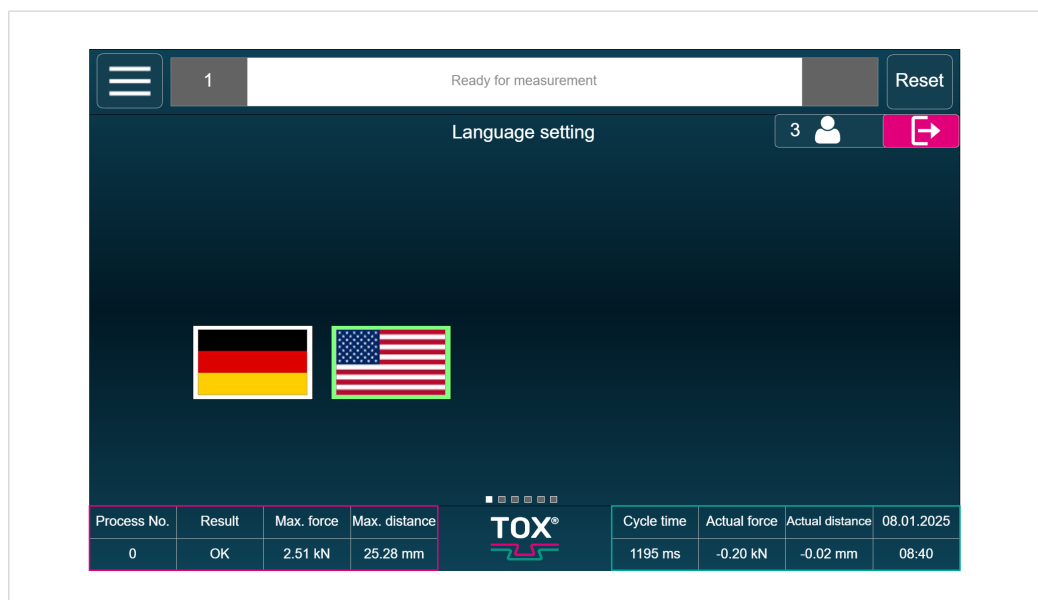 1 Ready for measurement Reset
Language setting 3
Process No. Result Max. force Max. distance TOX® Cycle time Actual force Actual distance 08.01.2025
0 OK 2.51 kN 25.28 mm 1195 ms -0.20 kN -0.02 mm 08:40